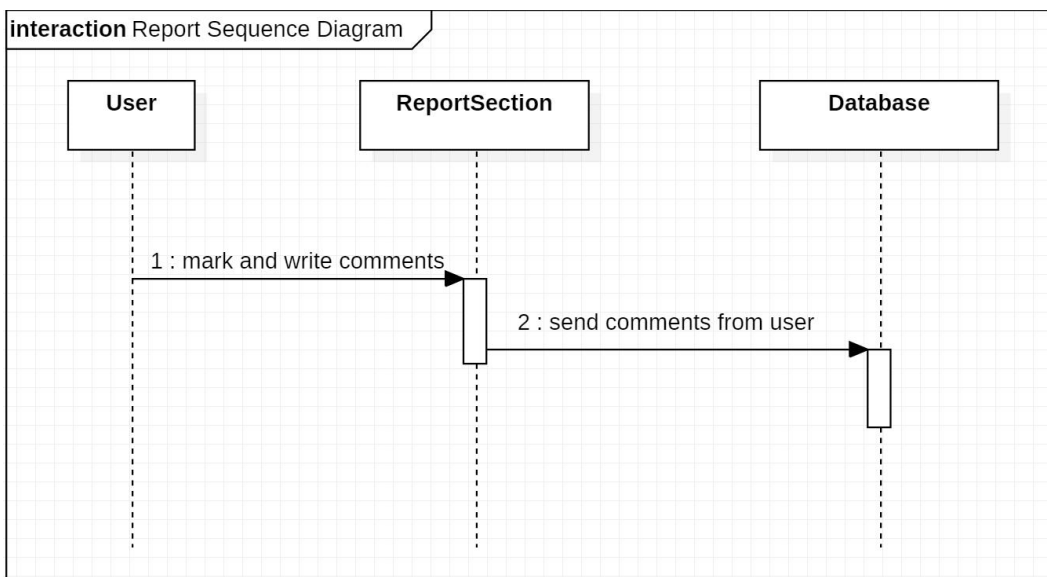 interaction Report Sequence Diagram
User
ReportSection
Database
1 : mark and write comments
2 : send comments from user